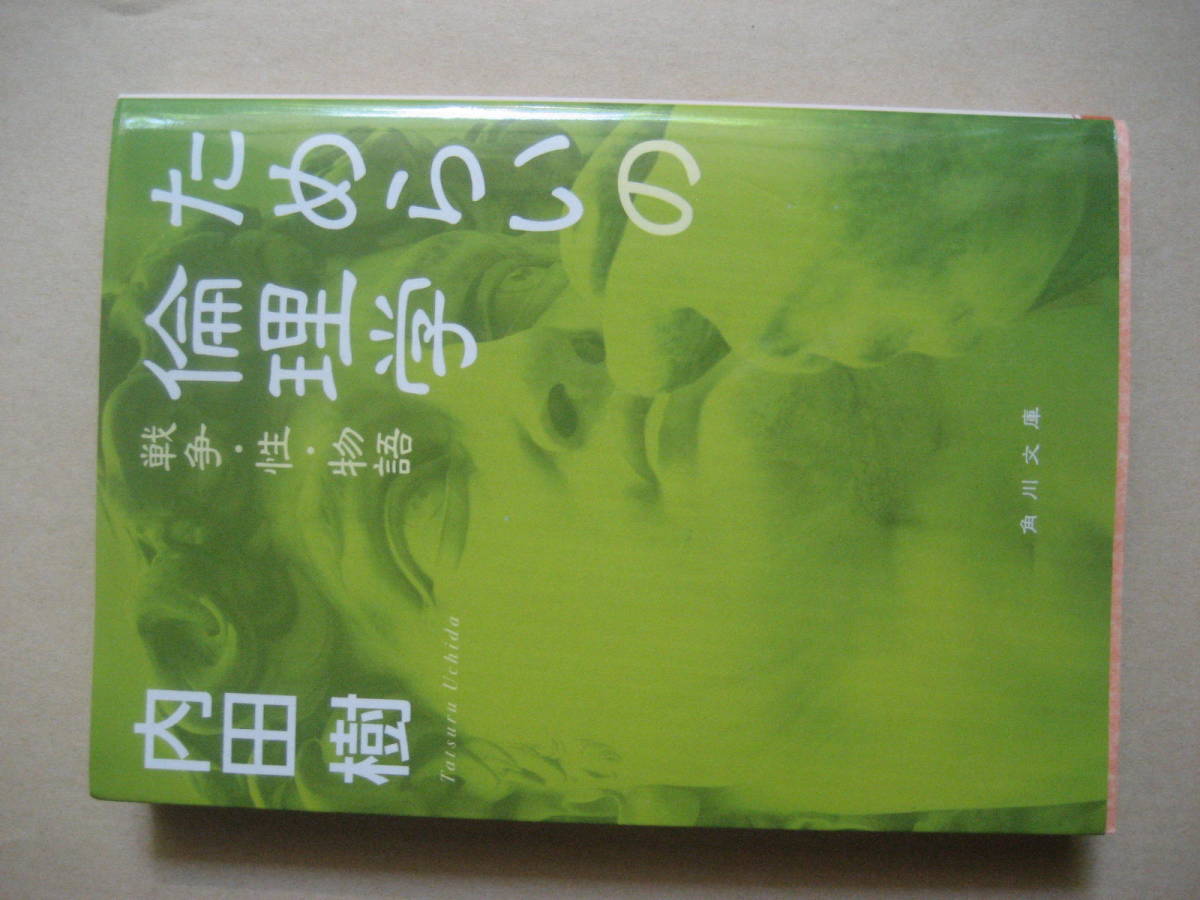 ためらいの
倫理学
戦争・性・物語
内田樹
Tatsuru Uchida
角川文庫